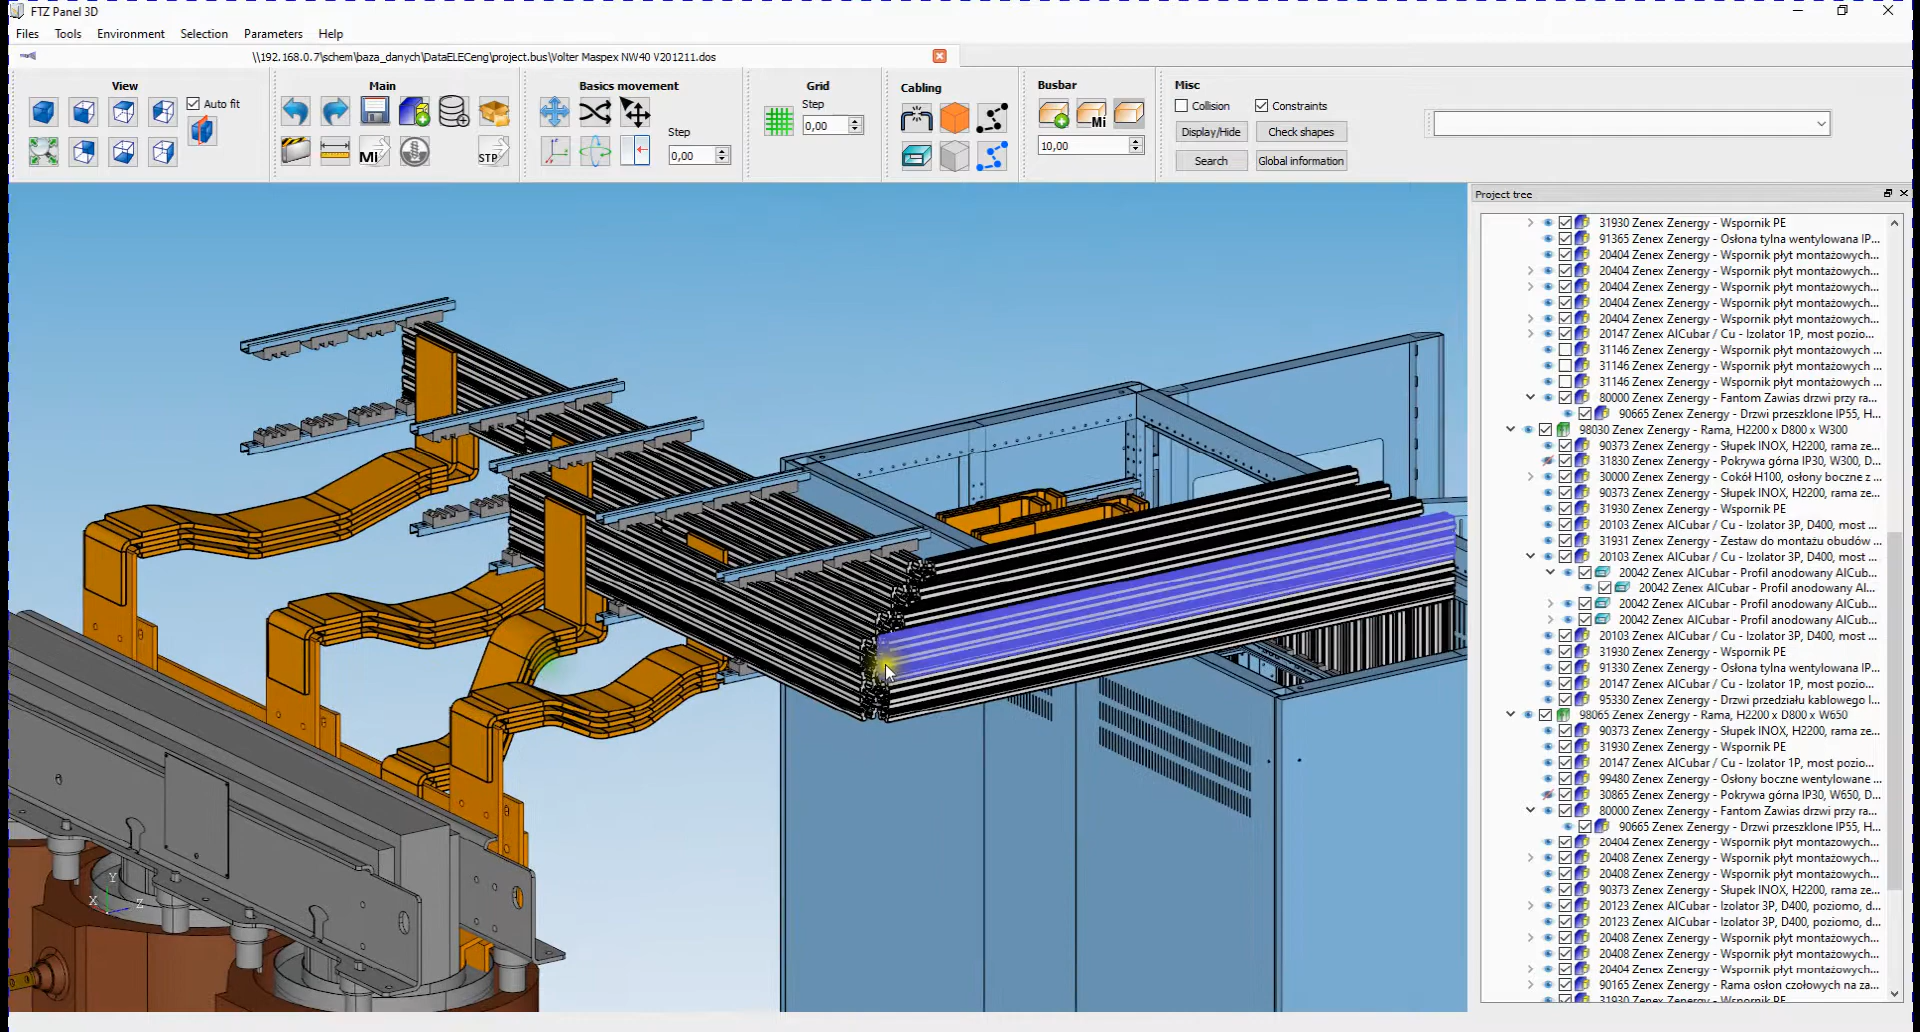 FTZ Panel 3D
Files Tools Environment Selection Parameters Help
\\192.168.0.7\schem\baza_danych\DataELECeng\project.bus\Volter Maspex NW40 V201211.dos
View
Auto fit
Main
Mi
STP
Basics movement
Step
0,00
Grid
Step
0,00
Cabling
Busbar
Mi
10,00
Misc
Collision Constraints
Display/Hide Check shapes
Search Global information
Project tree
31930 Zenex Zenergy - Wspornik PE
91365 Zenex Zenergy - Osłona tylna wentylowana IP...
20404 Zenex Zenergy - Wspornik płyt montażowych...
20404 Zenex Zenergy - Wspornik płyt montażowych...
20404 Zenex Zenergy - Wspornik płyt montażowych...
20404 Zenex Zenergy - Wspornik płyt montażowych...
20404 Zenex Zenergy - Wspornik płyt montażowych...
20147 Zenex AlCubar / Cu - Izolator 1P, most pozio...
31146 Zenex Zenergy - Wspornik płyt montażowych ...
31146 Zenex Zenergy - Wspornik płyt montażowych ...
31146 Zenex Zenergy - Wspornik płyt montażowych ...
80000 Zenex Zenergy - Fantom Zawias drzwi przy ra...
90665 Zenex Zenergy - Drzwi przeszklone IP55, H...
98030 Zenex Zenergy - Rama, H2200 x D800 x W300
90373 Zenex Zenergy - Słupek INOX, H2200, rama ze...
31830 Zenex Zenergy - Pokrywa górna IP30, W300, D...
30000 Zenex Zenergy - Cokół H100, osłony boczne z ...
90373 Zenex Zenergy - Słupek INOX, H2200, rama ze...
31930 Zenex Zenergy - Wspornik PE
20103 Zenex AlCubar / Cu - Izolator 3P, D400, most ...
31931 Zenex Zenergy - Zestaw do montażu obudów ...
20103 Zenex AlCubar / Cu - Izolator 3P, D400, most ...
20042 Zenex AlCubar - Profil anodowany AlCub...
20042 Zenex AlCubar - Profil anodowany Al...
20042 Zenex AlCubar - Profil anodowany AlCub...
20042 Zenex AlCubar - Profil anodowany AlCub...
20103 Zenex AlCubar / Cu - Izolator 3P, D400, most ...
31930 Zenex Zenergy - Wspornik PE
91330 Zenex Zenergy - Osłona tylna wentylowana IP...
20147 Zenex AlCubar / Cu - Izolator 1P, most pozio...
95330 Zenex Zenergy - Drzwi przedziału kablowego I...
98065 Zenex Zenergy - Rama, H2200 x D800 x W650
90373 Zenex Zenergy - Słupek INOX, H2200, rama ze...
31930 Zenex Zenergy - Wspornik PE
20147 Zenex AlCubar / Cu - Izolator 1P, most pozio...
99480 Zenex Zenergy - Osłony boczne wentylowane ...
30865 Zenex Zenergy - Pokrywa górna IP30, W650, D...
80000 Zenex Zenergy - Fantom Zawias drzwi przy ra...
90665 Zenex Zenergy - Drzwi przeszklone IP55, H...
20404 Zenex Zenergy - Wspornik płyt montażowych...
20408 Zenex Zenergy - Wspornik płyt montażowych...
20408 Zenex Zenergy - Wspornik płyt montażowych...
90373 Zenex Zenergy - Słupek INOX, H2200, rama ze...
20123 Zenex AlCubar - Izolator 3P, D400, poziomo, d...
20123 Zenex AlCubar - Izolator 3P, D400, poziomo, d...
20408 Zenex Zenergy - Wspornik płyt montażowych...
20408 Zenex Zenergy - Wspornik płyt montażowych...
20404 Zenex Zenergy - Wspornik płyt montażowych...
90165 Zenex Zenergy - Rama osłon czołowych na za...
31930 Zenex Zenergy - Wspornik PE
Y
X
Z